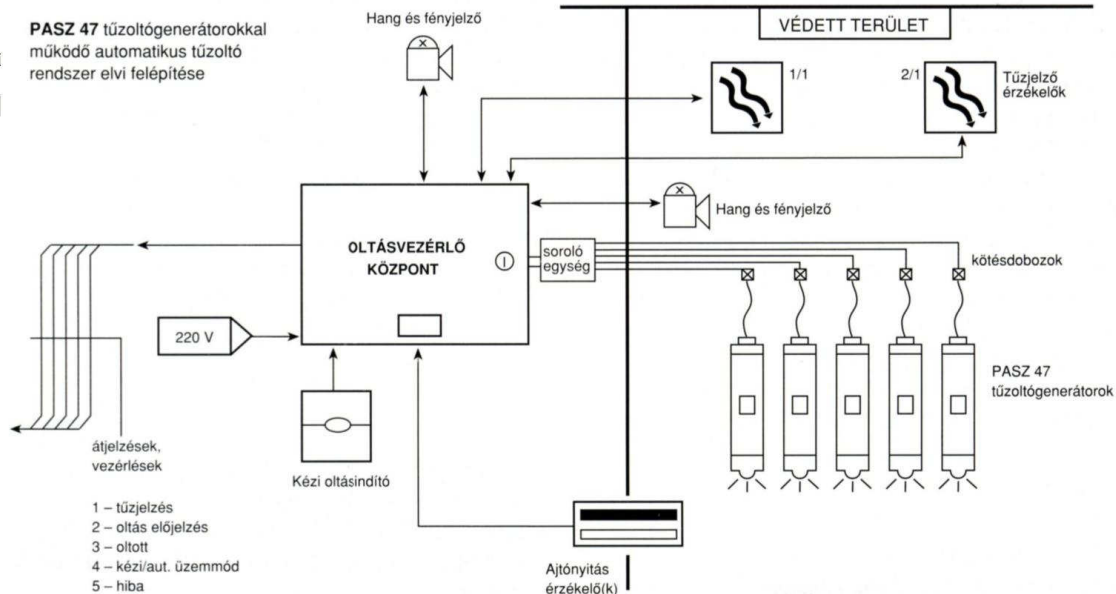 PASZ 47 tűzoltógenerátorokkal
működő automatikus tűzoltó
rendszer elvi felépítése
Hang és fényjelző
VÉDETT TERÜLET
1/1
2/1
Tűzjelző
érzékelők
Hang és fényjelző
OLTÁSVEZÉRLŐ
KÖZPONT
soroló
egység
kötésdobozok
220 V
PASZ 47
tűzoltógenerátorok
átjelzések,
vezérlések
Kézi oltásindító
1 – tűzjelzés
2 – oltás előjelzés
3 – oltott
4 – kézi/aut. üzemmód
5 – hiba
Ajtónyitás
érzékelő(k)